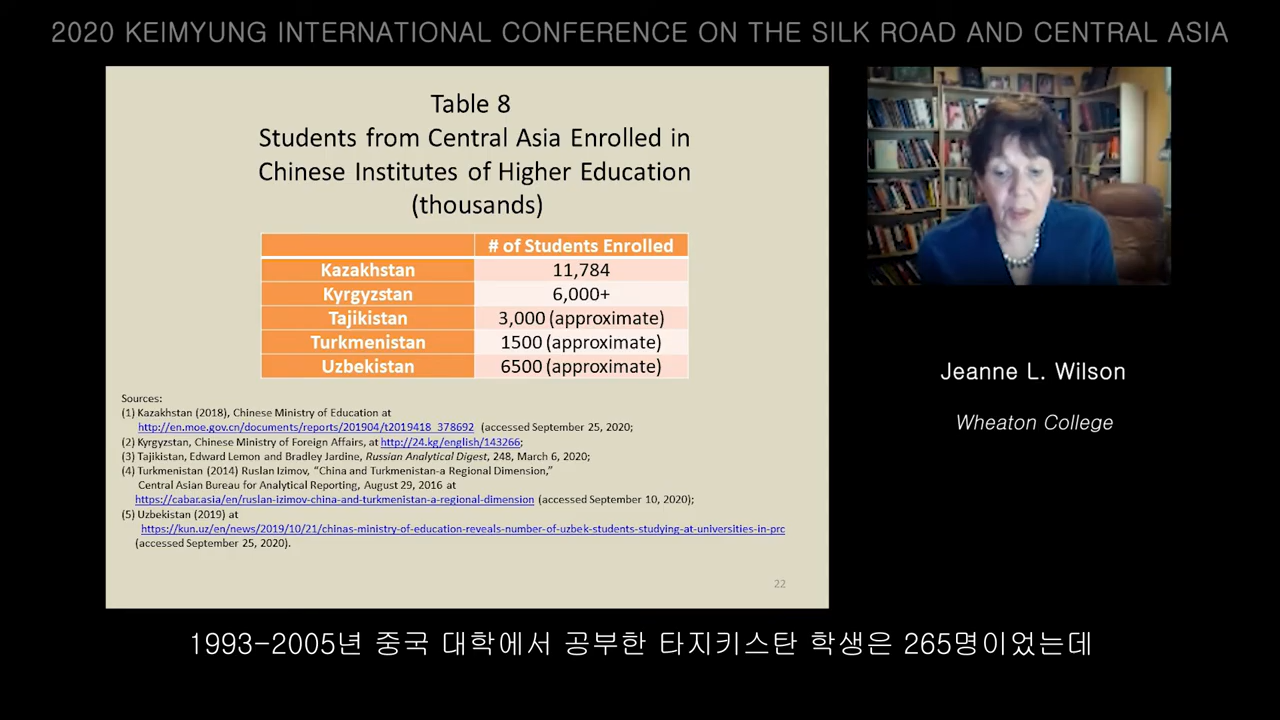 2020 KEIMYUNG INTERNATIONAL CONFERENCE ON THE SILK ROAD AND CENTRAL ASIA
Table 8
Students from Central Asia Enrolled in
Chinese Institutes of Higher Education
(thousands)
# of Students Enrolled
Kazakhstan 11,784
Kyrgyzstan 6,000+
Tajikistan 3,000 (approximate)
Turkmenistan 1500 (approximate)
Uzbekistan 6500 (approximate)
Sources:
(1) Kazakhstan (2018), Chinese Ministry of Education at
http://en.moe.gov.cn/documents/reports/201904/t2019418_378692 (accessed September 25, 2020;
(2) Kyrgyzstan, Chinese Ministry of Foreign Affairs, at http://24.kg/english/143266;
(3) Tajikistan, Edward Lemon and Bradley Jardine, Russian Analytical Digest, 248, March 6, 2020;
(4) Turkmenistan (2014) Ruslan Izimov, "China and Turkmenistan-a Regional Dimension,"
Central Asian Bureau for Analytical Reporting, August 29, 2016 at
https://cabar.asia/en/ruslan-izimov-china-and-turkmenistan-a-regional-dimension (accessed September 10, 2020);
(5) Uzbekistan (2019) at
https://kun.uz/en/news/2019/10/21/chinas-ministry-of-education-reveals-number-of-uzbek-students-studying-at-universities-in-prc
(accessed September 25, 2020).
22
Jeanne L. Wilson
Wheaton College
1993-2005년 중국 대학에서 공부한 타지키스탄 학생은 265명이었는데